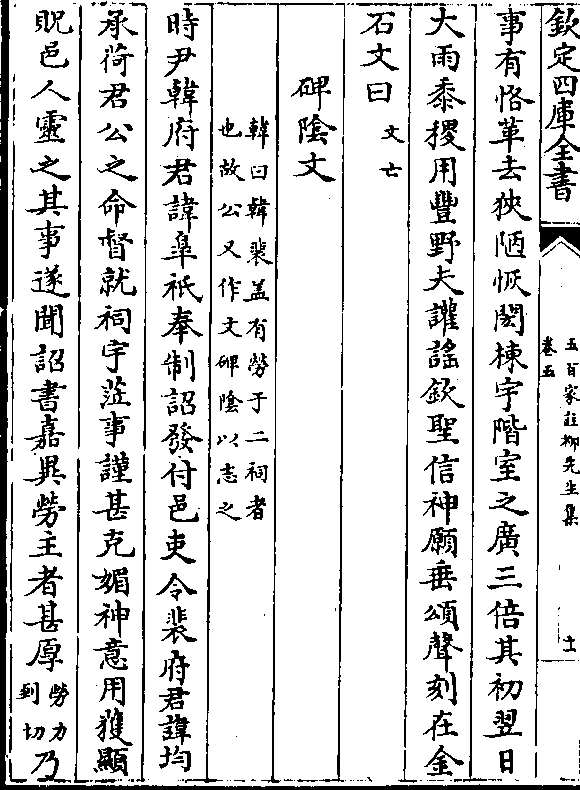 欽定四庫全書
五百家註柳先生集
卷五
十
事有恪革去狹陋恢閎棟宇階室之廣三倍其初翌日
大雨黍稷用豐野夫讙謡欽聖信神願垂頌聲刻在金
石文曰文亡
碑陰文
韓曰韓裴盖有勞于二祠者
也故公又作文碑陰以志之
時尹韓府君諱臯祇奉制詔發付邑吏令裴府君諱均
承荷君公之命督就祠宇莅事謹甚克媚神意用獲顯
貺邑人靈之其事遂聞詔書嘉異勞主者甚厚勞力到切乃